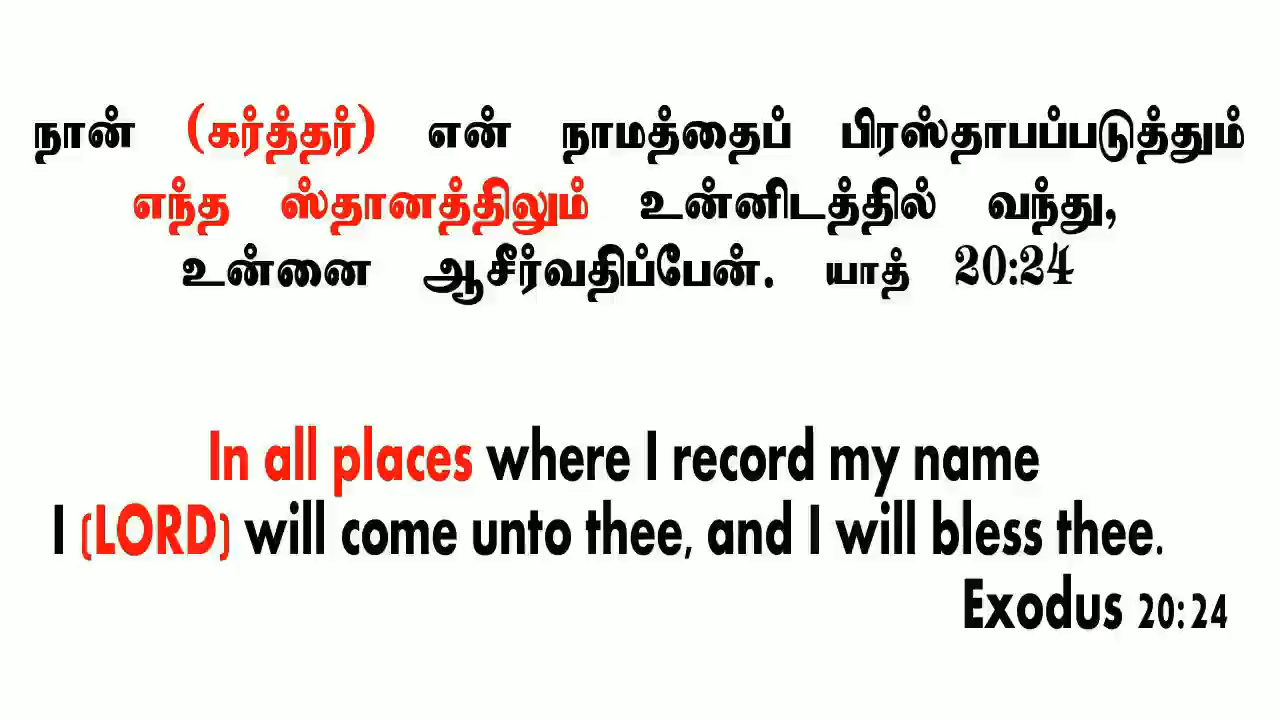 நான் (கர்த்தர்) என் நாமத்தைப் பிரஸ்தாபப்படுத்தும்
எந்த ஸ்தானத்திலும் உன்னிடத்தில் வந்து,
உன்னை ஆசீர்வதிப்பேன். யாத் 20:24
In all places where I record my name
I (LORD) will come unto thee, and I will bless thee.
Exodus 20:24